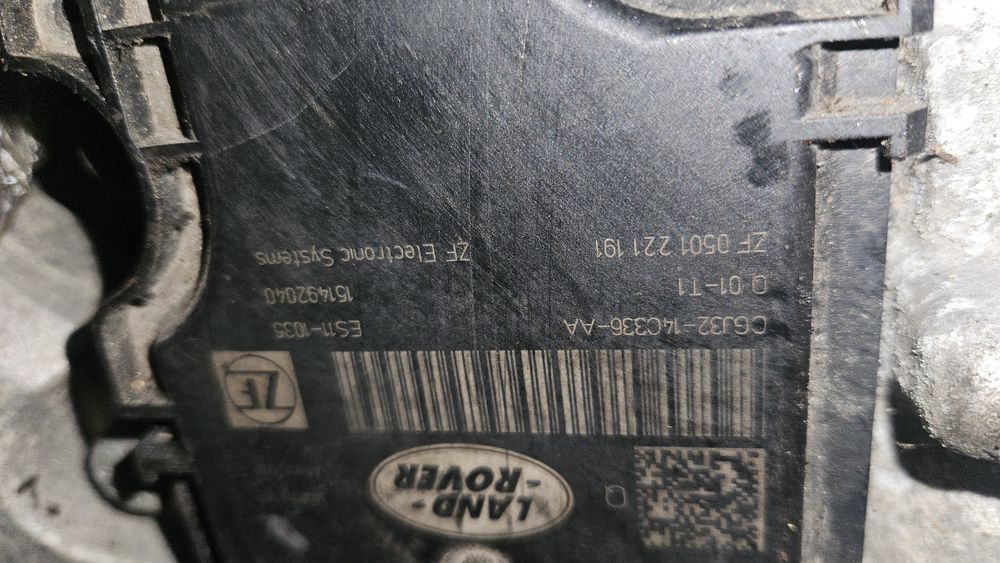 LAND-
-ROVER
Q
ZF
CGJ32-14C336-AA
ES11-1035
Q 01-T1
151492040
ZF 0501 221 191
ZF Electronic Systems